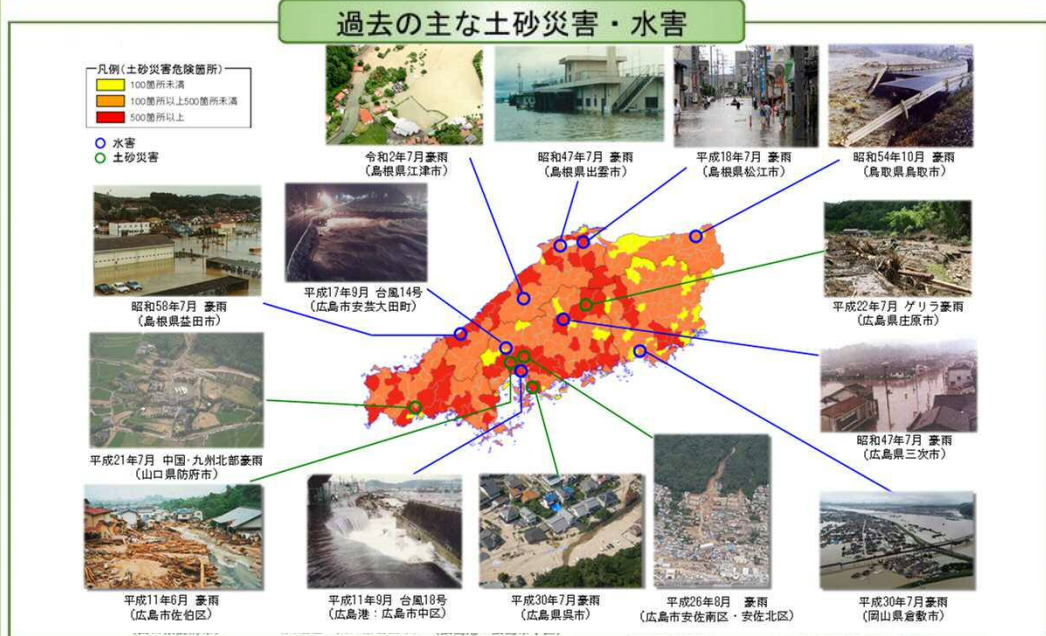 過去の主な土砂災害・水害
凡例(土砂災害危険箇所)
100箇所未満
100箇所以上500箇所未満
500箇所以上
水害
土砂災害
令和2年7月豪雨
(島根県江津市)
昭和47年7月 豪雨
(島根県出雲市)
平成18年7月 豪雨
(島根県松江市)
昭和54年10月 豪雨
(鳥取県鳥取市)
昭和58年7月 豪雨
(島根県益田市)
平成17年9月 台風14号
(広島市安芸大田町)
平成22年7月 ゲリラ豪雨
(広島県庄原市)
平成21年7月 中国・九州北部豪雨
(山口県防府市)
昭和47年7月 豪雨
(広島県三次市)
平成11年6月 豪雨
(広島市佐伯区)
平成11年9月 台風18号
(広島港:広島市中区)
平成30年7月豪雨
(広島県呉市)
平成26年8月 豪雨
(広島市安佐南区・安佐北区)
平成30年7月豪雨
(岡山県倉敷市)